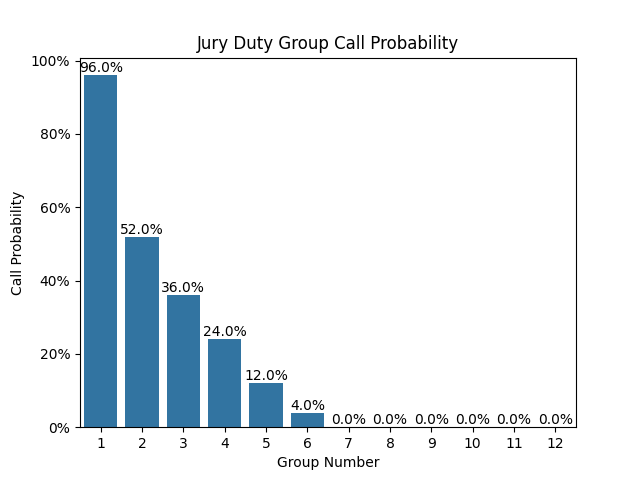 Jury Duty Group Call Probability
100%
80%
60%
40%
20%
0%
Call Probability
96.0%
52.0%
36.0%
24.0%
12.0%
4.0%
0.0% 0.0% 0.0% 0.0% 0.0% 0.0%
1 2 3 4 5 6 7 8 9 10 11 12
Group Number